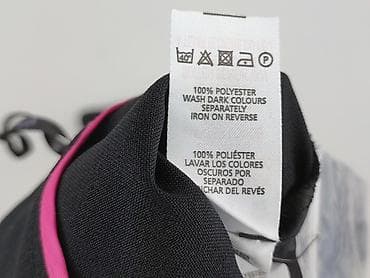 40°
P
100% POLYESTER
WASH DARK COLOURS
SEPARATELY
IRON ON REVERSE
100% POLIÉSTER
LAVAR LOS COLORES
OSCUROS POR
SEPARADO
DEL REVÉS